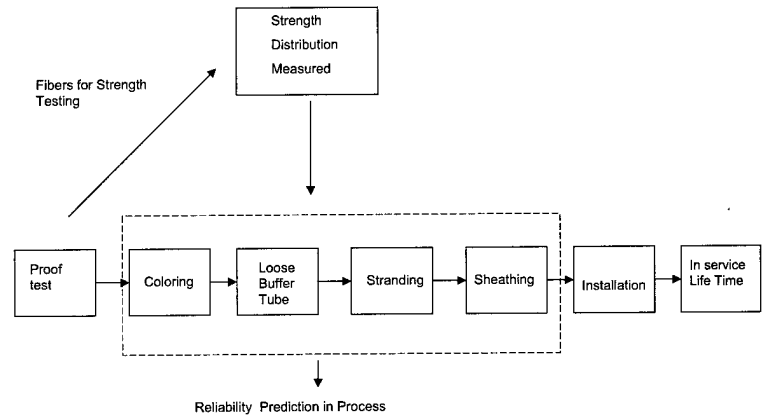 Strength
Distribution
Measured
Fibers for Strength
Testing
Proof
test
Coloring
Loose
Buffer
Tube
Stranding
Sheathing
Installation
In service
Life Time
Reliability Prediction in Process